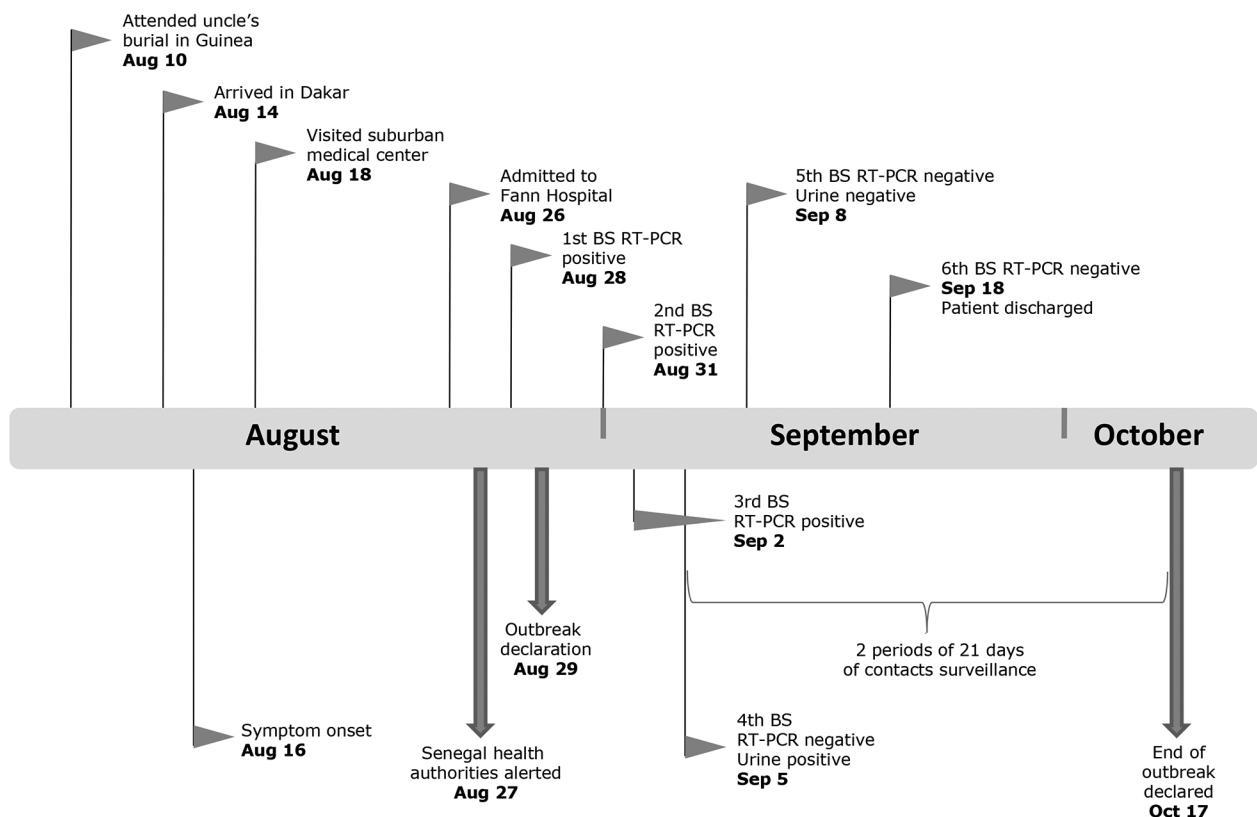 Attended uncle’s
burial in Guinea
Aug 10
Arrived in Dakar
Aug 14
Visited suburban
medical center
Aug 18
Admitted to
Fann Hospital
Aug 26
1st BS RT-PCR
positive
Aug 28
2nd BS
RT-PCR
positive
Aug 31
5th BS RT-PCR negative
Urine negative
Sep 8
6th BS RT-PCR negative
Sep 18
Patient discharged
August
September
October
3rd BS
RT-PCR positive
Sep 2
Outbreak
declaration
Aug 29
2 periods of 21 days
of contacts surveillance
Symptom onset
Aug 16
Senegal health
authorities alerted
Aug 27
4th BS
RT-PCR negative
Urine positive
Sep 5
End of
outbreak
declared
Oct 17